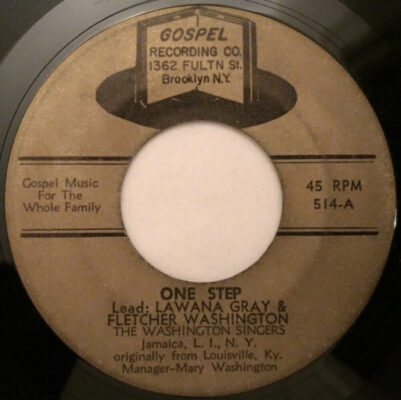 GOSPEL
RECORDING CO.
1362 FULTN St.
Brooklyn N.Y.
Gospel Music
For The
Whole Family
45 RPM
514-A
ONE STEP
Lead: LAWANA GRAY &
FLETCHER WASHINGTON
THE WASHINGTON SINGERS
Jamaica, L. I., N. Y.
originally from Louisville, Ky.
Manager-Mary Washington